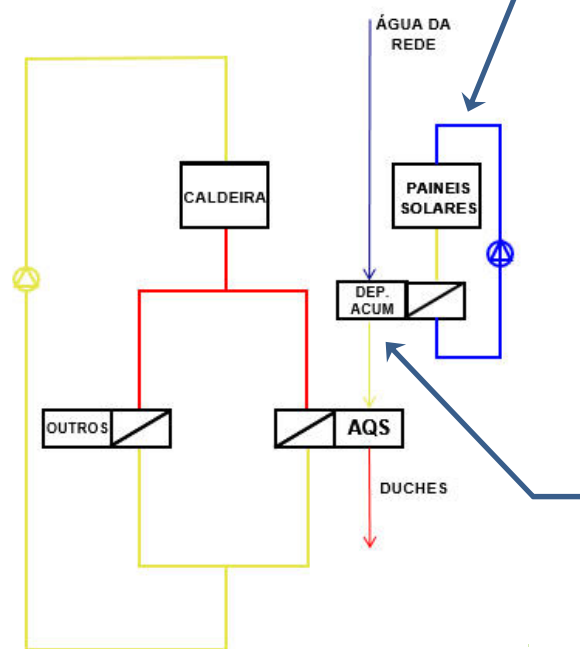 ÁGUA DA
REDE
CALDEIRA
PAINEIS
SOLARES
DEP.
ACUM
OUTROS
AQS
DUCHES